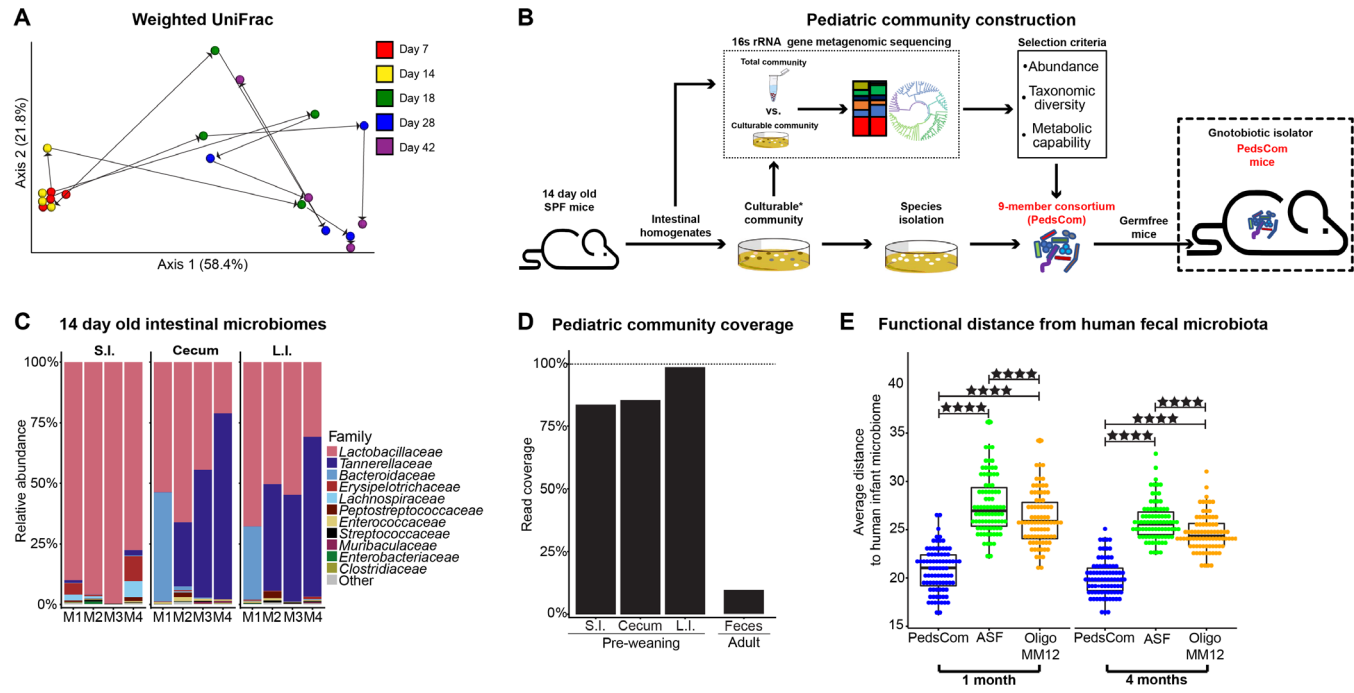 A
Weighted UniFrac
Axis 2 (21.8%)
Axis 1 (58.4%)
Day 7
Day 14
Day 18
Day 28
Day 42
B
Pediatric community construction
16s rRNA gene metagenomic sequencing
Total community
vs.
Culturable community
Selection criteria
•Abundance
•Taxonomic
diversity
• Metabolic
capability
Gnotobiotic isolator
PedsCom
mice
14 day old
SPF mice
Intestinal
homogenates
Culturable*
community
Species
isolation
9-member consortium
(PedsCom)
Germfree
mice
C
14 day old intestinal microbiomes
S.I.
Cecum
L.I.
Relative abundance
100%
75%
50%
25%
0%
M1 M2 M3 M4
M1 M2 M3 M4
M1 M2 M3 M4
Family
Lactobacillaceae
Tannerellaceae
Bacteroidaceae
Erysipelotrichaceae
Lachnospiraceae
Peptostreptococcaceae
Enterococcaceae
Streptococcaceae
Muribaculaceae
Enterobacteriaceae
Clostridiaceae
Other
D
Pediatric community coverage
Read coverage
100%
75%
50%
25%
0%
S.I. Cecum L.I. Feces
Pre-weaning Adult
E
Functional distance from human fecal microbiota
Average distance
to human infant microbiome
40
35
30
25
20
15
PedsCom ASF Oligo
MM12
PedsCom ASF Oligo
MM12
1 month
4 months